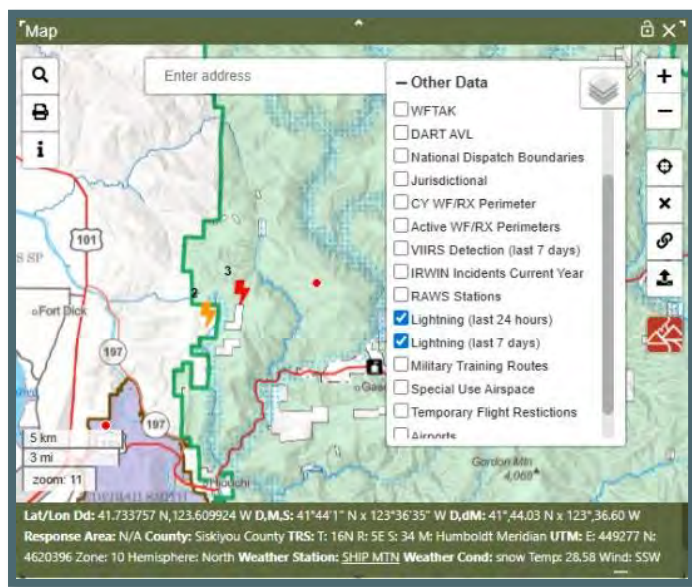 Map
Enter address
Other Data
WFTAK
DART AVL
National Dispatch Boundaries
Jurisdictional
CY WF/RX Perimeter
Active WF/RX Perimeters
VIIRS Detection (last 7 days)
IRWIN Incidents Current Year
RAWS Stations
Lightning (last 24 hours)
Lightning (last 7 days)
Military Training Routes
Special Use Airspace
Temporary Flight Restictions
Airports
101
S SP
Fort Dick
2
3
197
197
Gas
Hiouchi
Gordon Mtn
4,068
5 km
3 mi
zoom: 11
Lat/Lon Dd: 41.733757 N,123.609924 W D,M,S: 41°44'1" N x 123°36'35" W D,dM: 41°,44.03 N x 123°,36.60 W
Response Area: N/A County: Siskiyou County TRS: T: 16N R: 5E S: 34 M: Humboldt Meridian UTM: E: 449277 N:
4620396 Zone: 10 Hemisphere: North Weather Station: SHIP MTN Weather Cond: snow Temp: 28.58 Wind: SSW